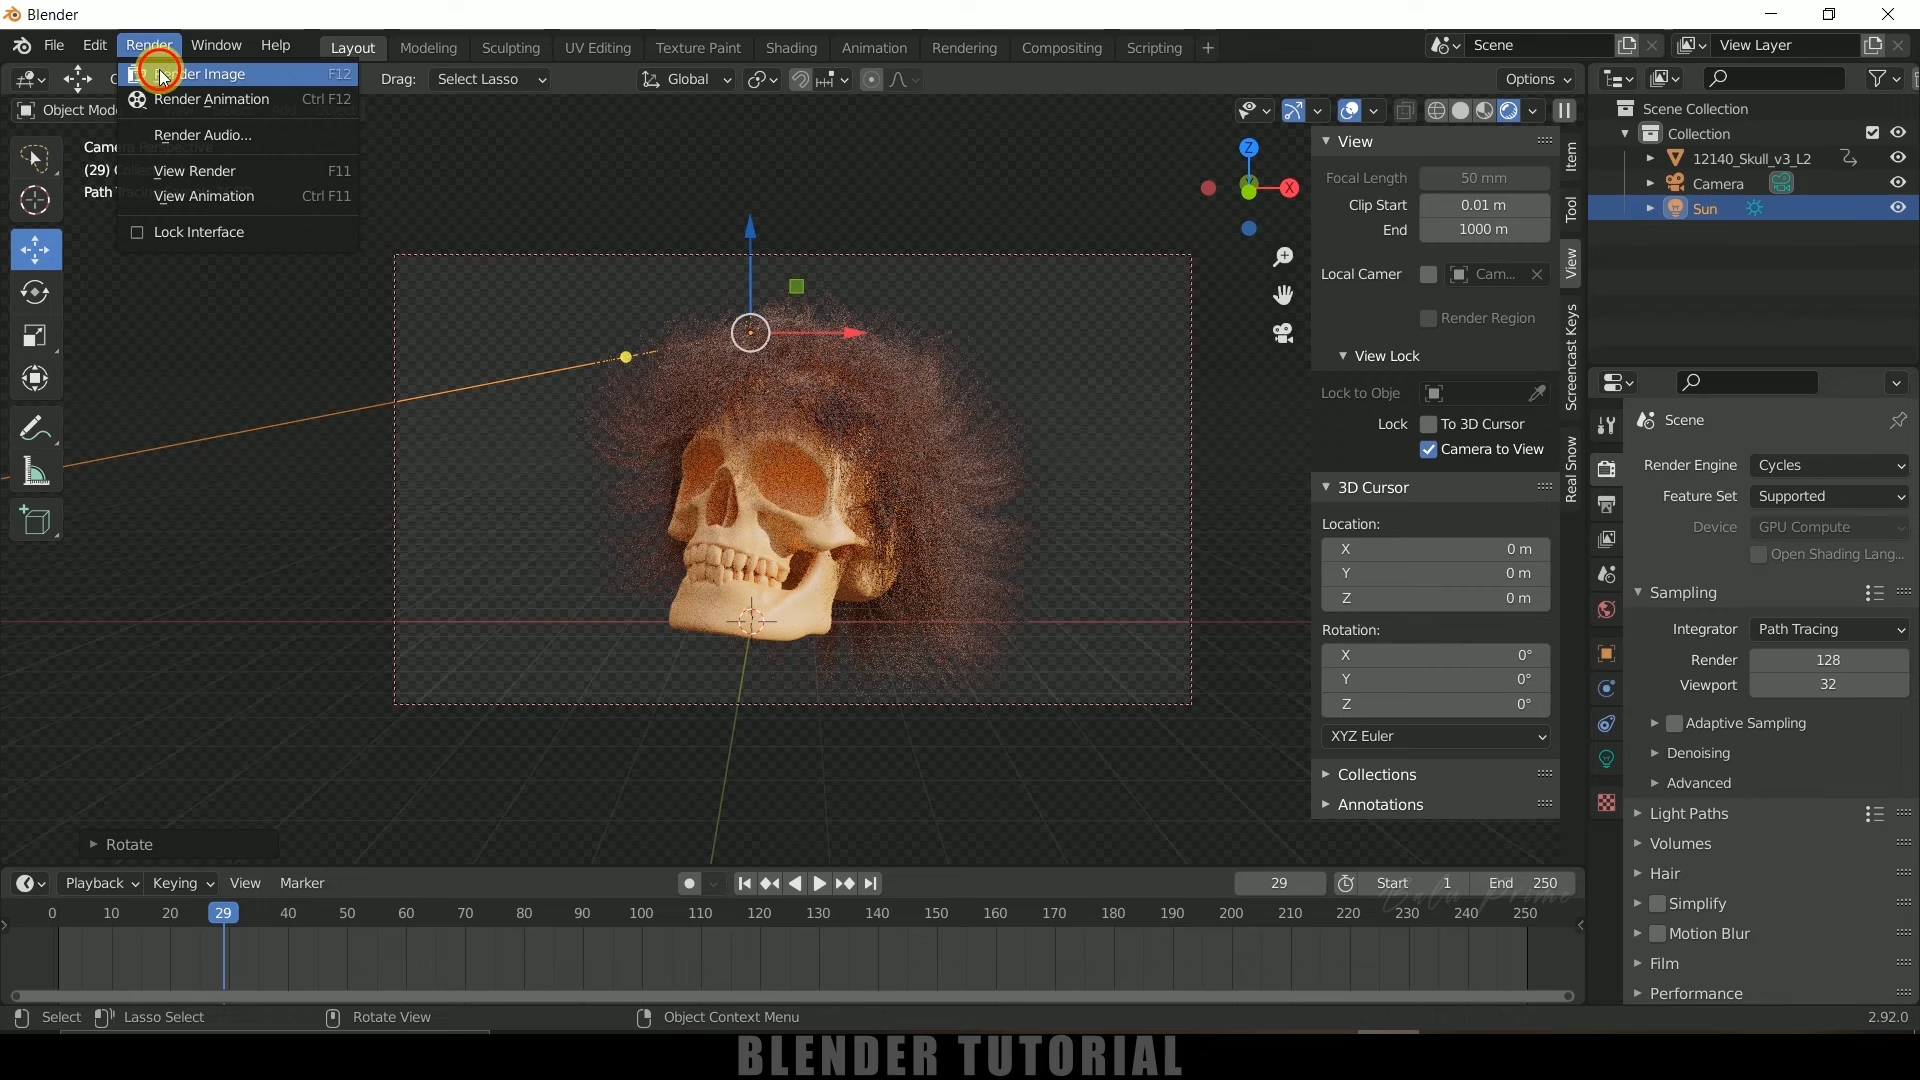 Blender
File Edit Render Window Help Layout Modeling Sculpting UV Editing Texture Paint Shading Animation Rendering Compositing Scripting + Scene View Layer
Render Image F12
Drag: Select Lasso Global Options
Render Animation Ctrl F12
Object Mod
Render Audio...
View Render F11
View Animation Ctrl F11
Lock Interface
Z
X
View
Focal Length 50 mm
Clip Start 0.01 m
End 1000 m
Local Camer Cam...
Render Region
View Lock
Lock to Obje
Lock To 3D Cursor
Camera to View
3D Cursor
Location:
X 0 m
Y 0 m
Z 0 m
Rotation:
X 0°
Y 0°
Z 0°
XYZ Euler
Collections
Annotations
Item
Tool
View
Screencast Keys
Real Snow
Scene Collection
Collection
12140_Skull_v3_L2
Camera
Sun
Scene
Render Engine Cycles
Feature Set Supported
Device GPU Compute
Open Shading Lang...
Sampling
Integrator Path Tracing
Render 128
Viewport 32
Adaptive Sampling
Denoising
Advanced
Light Paths
Volumes
Hair
Simplify
Motion Blur
Film
Performance
Rotate
Playback Keying View Marker 29 Start 1 End 250
0 10 20 29 40 50 60 70 80 90 100 110 120 130 140 150 160 170 180 190 200 210 220 230 240 250
Balu Prime
Select Lasso Select Rotate View Object Context Menu 2.92.0
BLENDER TUTORIAL